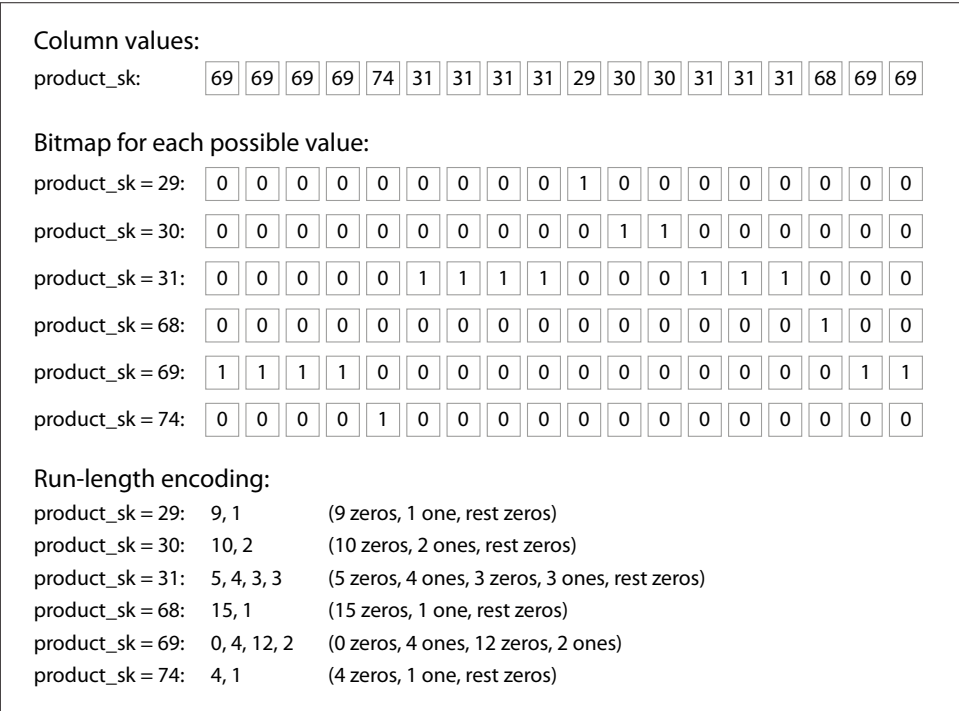 Column values:
product_sk: 69 69 69 69 74 31 31 31 31 29 30 30 31 31 31 68 69 69
Bitmap for each possible value:
product_sk = 29: 0 0 0 0 0 0 0 0 0 1 0 0 0 0 0 0 0 0
product_sk = 30: 0 0 0 0 0 0 0 0 0 0 1 1 0 0 0 0 0 0
product_sk = 31: 0 0 0 0 0 1 1 1 1 0 0 0 1 1 1 0 0 0
product_sk = 68: 0 0 0 0 0 0 0 0 0 0 0 0 0 0 0 1 0 0
product_sk = 69: 1 1 1 1 0 0 0 0 0 0 0 0 0 0 0 0 1 1
product_sk = 74: 0 0 0 0 1 0 0 0 0 0 0 0 0 0 0 0 0 0
Run-length encoding:
product_sk = 29: 9, 1 (9 zeros, 1 one, rest zeros)
product_sk = 30: 10, 2 (10 zeros, 2 ones, rest zeros)
product_sk = 31: 5, 4, 3, 3 (5 zeros, 4 ones, 3 zeros, 3 ones, rest zeros)
product_sk = 68: 15, 1 (15 zeros, 1 one, rest zeros)
product_sk = 69: 0, 4, 12, 2 (0 zeros, 4 ones, 12 zeros, 2 ones)
product_sk = 74: 4, 1 (4 zeros, 1 one, rest zeros)